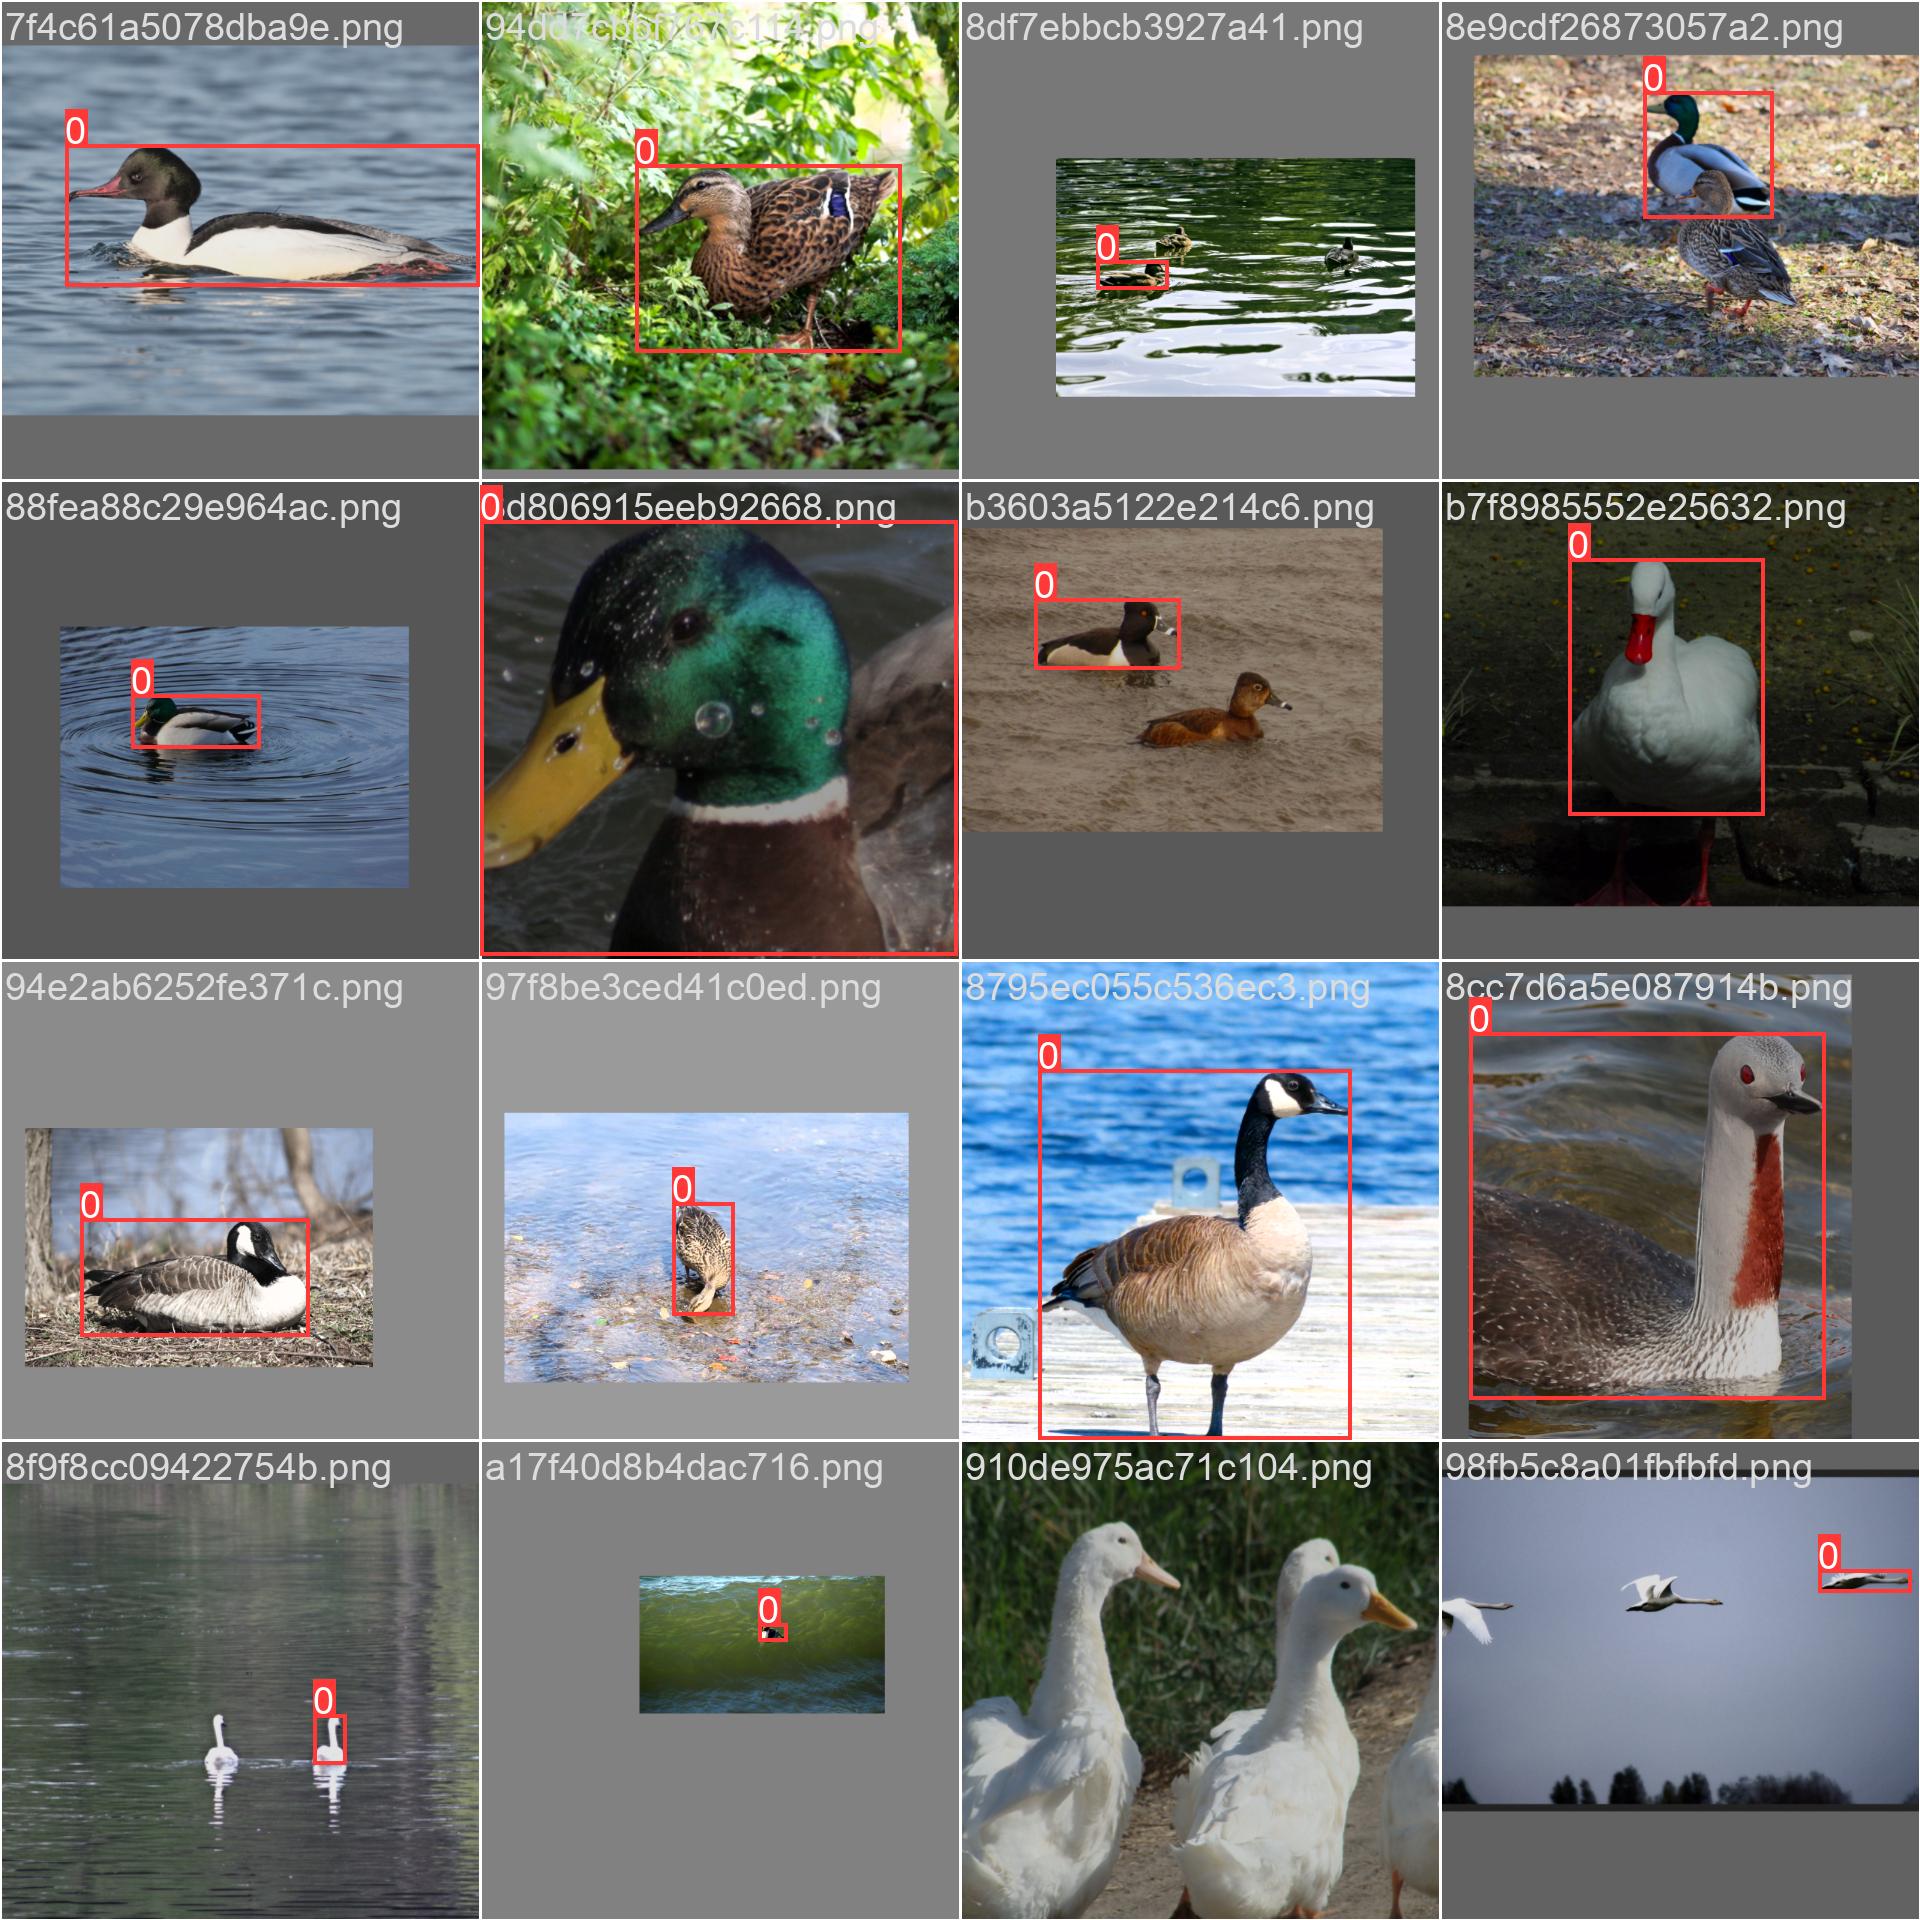 7f4c61a5078dba9e.png
94dd7cbbf767c114.png
8df7ebbcb3927a41.png
8e9cdf26873057a2.png
0
0
0
0
88fea88c29e964ac.png
d806915eeb92668.png
b3603a5122e214c6.png
b7f8985552e25632.png
0
0
0
0
94e2ab6252fe371c.png
97f8be3ced41c0ed.png
8795ec055c536ec3.png
8cc7d6a5e087914b.png
0
0
0
0
8f9f8cc09422754b.png
a17f40d8b4dac716.png
910de975ac71c104.png
98fb5c8a01fbfbfd.png
0
0
0